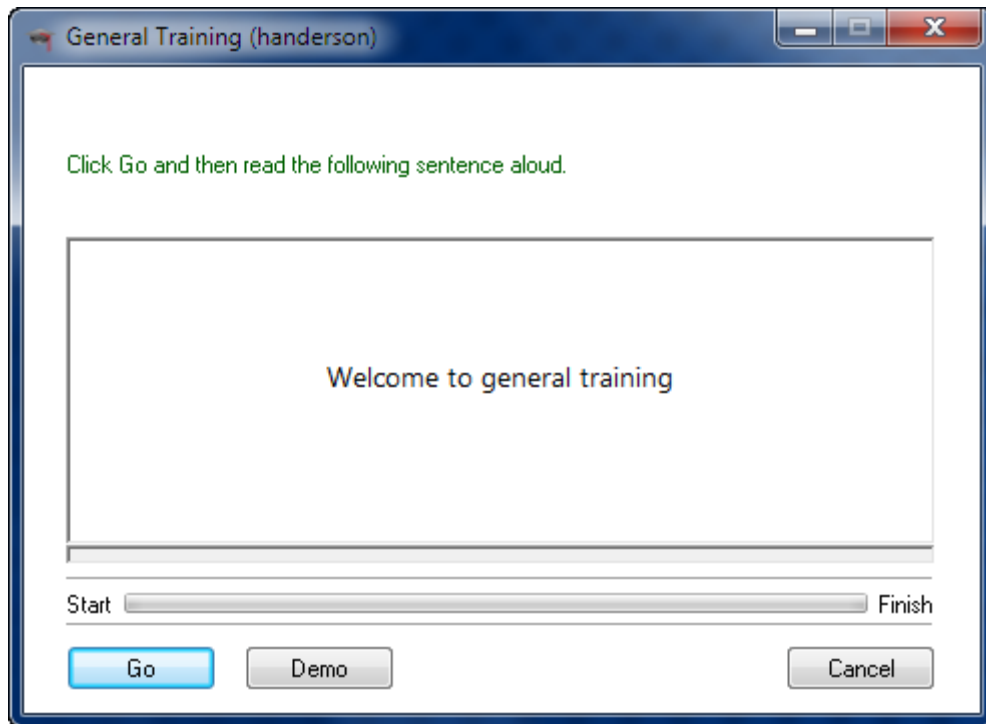 General Training (handerson)
Click Go and then read the following sentence aloud.
Welcome to general training
Start Finish
Go Demo Cancel